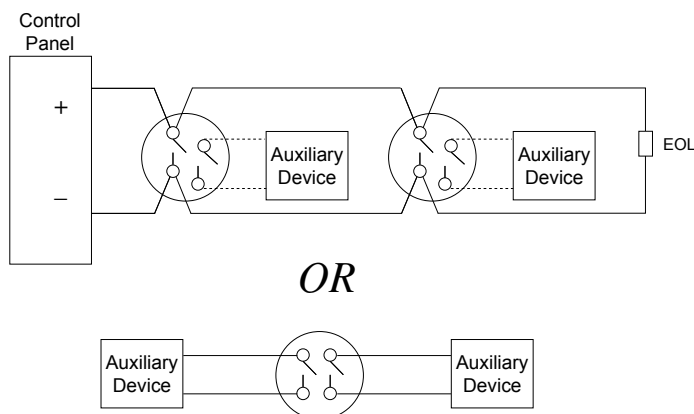 Control
Panel
+
–
Auxiliary
Device
Auxiliary
Device
EOL
OR
Auxiliary
Device
Auxiliary
Device